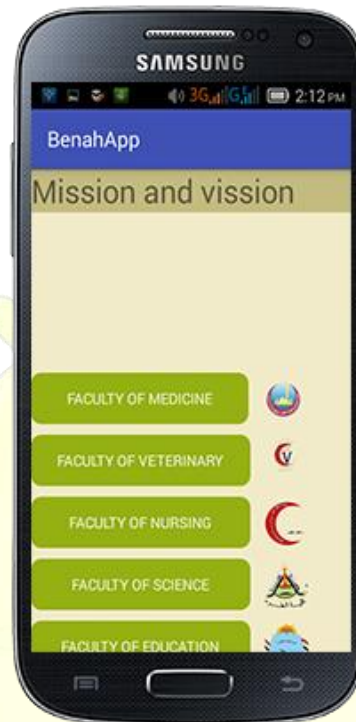 SAMSUNG
3G G 2:12 PM
BenahApp
Mission and vission
FACULTY OF MEDICINE
FACULTY OF VETERINARY
V
FACULTY OF NURSING
FACULTY OF SCIENCE
FACULTY OF EDUCATION